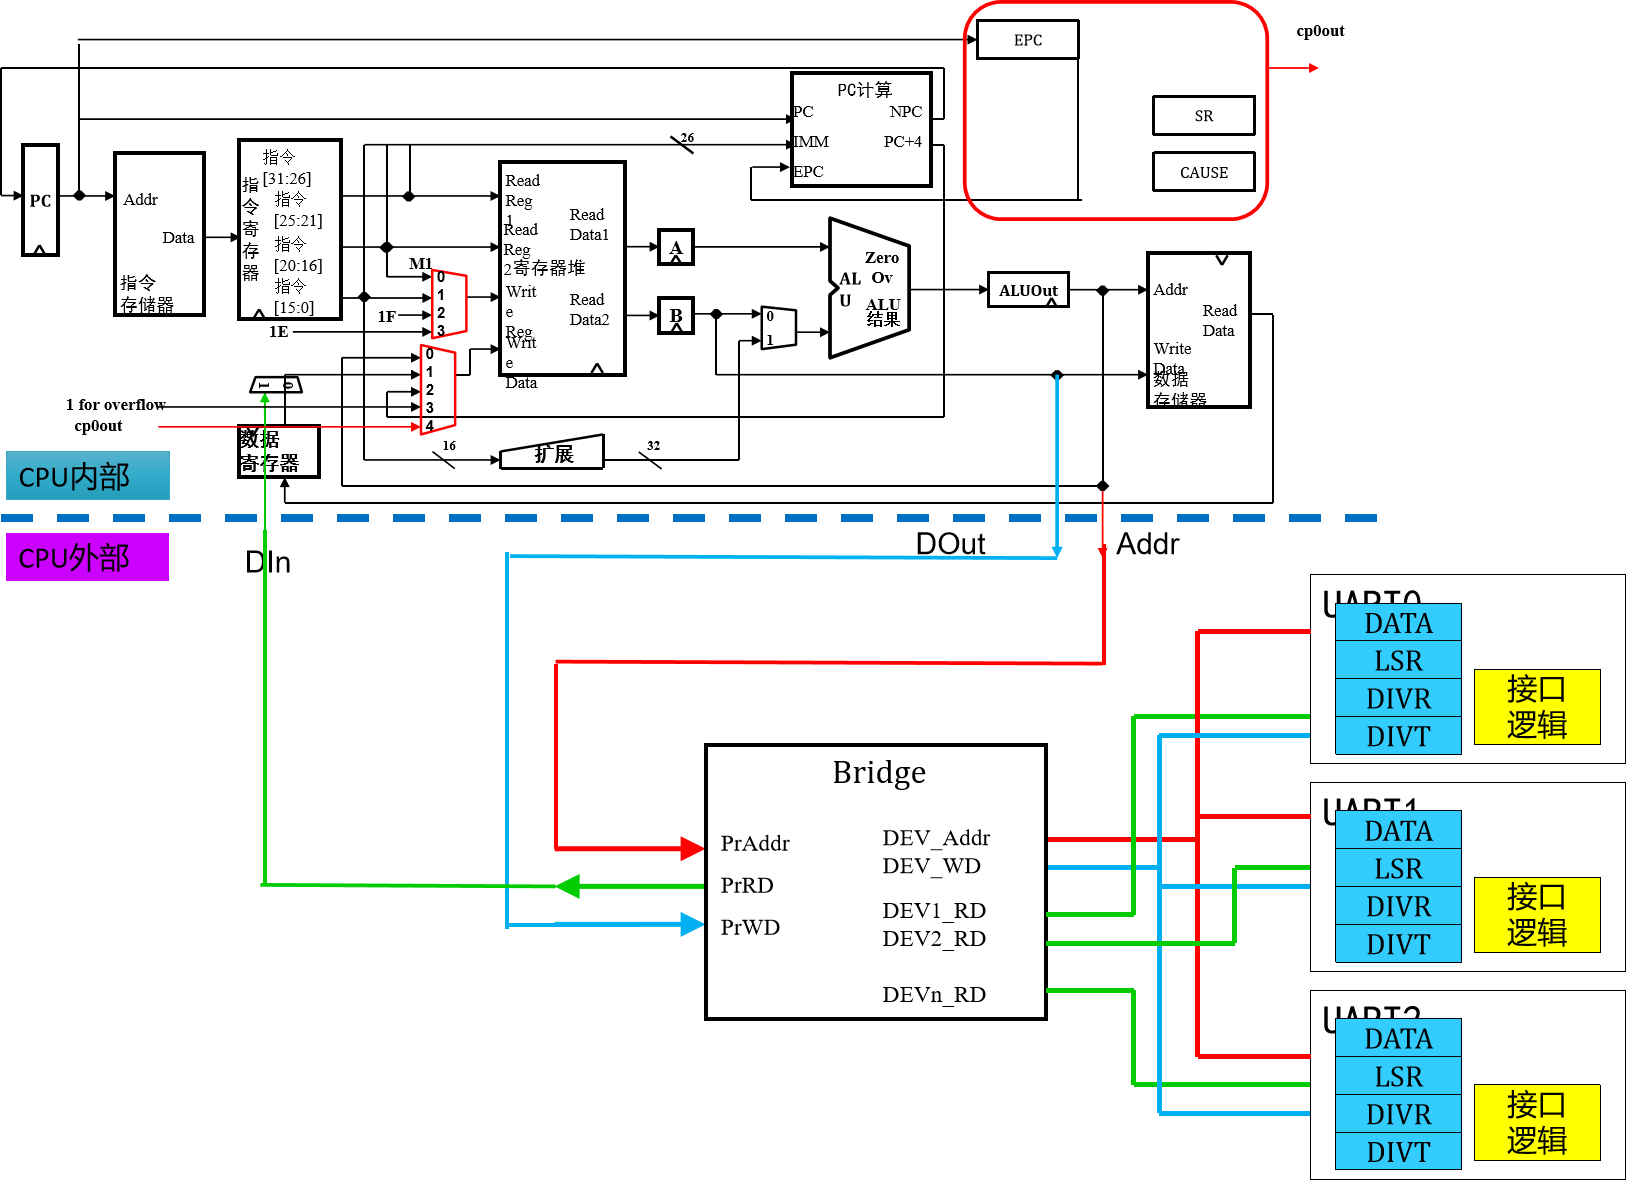 cp0out
EPC
SR
CAUSE
PC计算
PC
NPC
IMM
PC+4
EPC
26
PC
Addr
Data
指令
存储器
指令寄存器
指令
[31:26]
指令
[25:21]
指令
[20:16]
指令
[15:0]
M1
0
1
2
3
1F
1E
0
1
2
3
4
1 for overflow
cp0out
1
0
数据
寄存器
Read
Reg
1
Read
Reg
2
寄存器堆
Writ
e
Reg
Writ
e
Data
Read
Data1
Read
Data2
A
B
0
1
Zero
Ov
AL
U
ALU
结果
ALUOut
Addr
Read
Data
Write
Data
数据
存储器
16
扩展
32
CPU内部
CPU外部
DIn
DOut
Addr
Bridge
PrAddr
PrRD
PrWD
DEV_Addr
DEV_WD
DEV1_RD
DEV2_RD
DEVn_RD
UART0
DATA
LSR
DIVR
DIVT
接口
逻辑
UART1
DATA
LSR
DIVR
DIVT
接口
逻辑
UART2
DATA
LSR
DIVR
DIVT
接口
逻辑